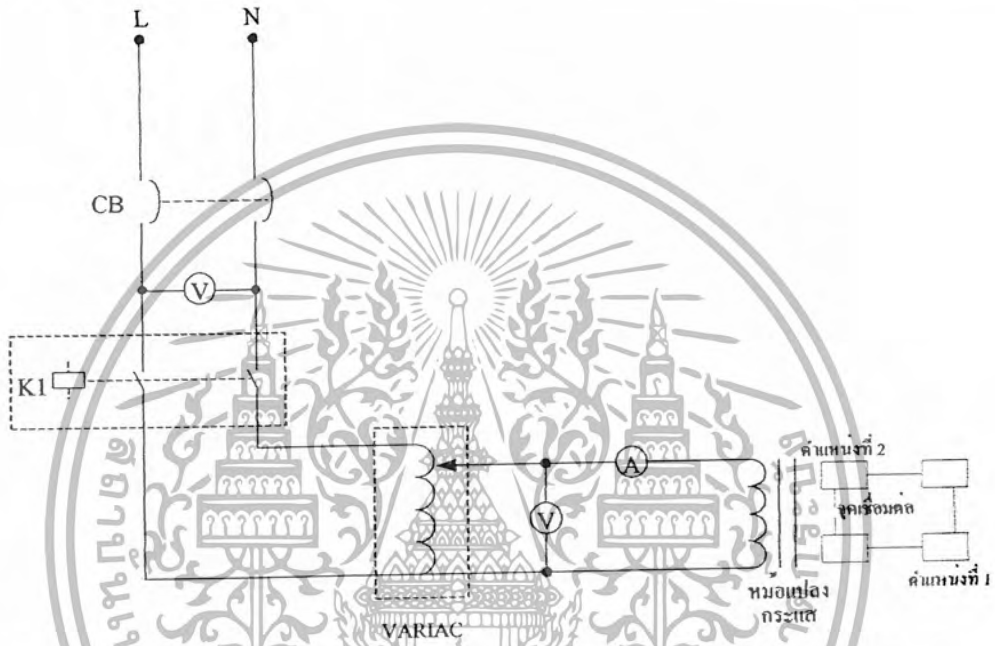 L
N
CB
V
K1
A
V
ตำแหน่งที่ 2
จุดเชื่อมต่อ
ตำแหน่งที่ 1
หม้อแปลง
กระแส
VARIAC